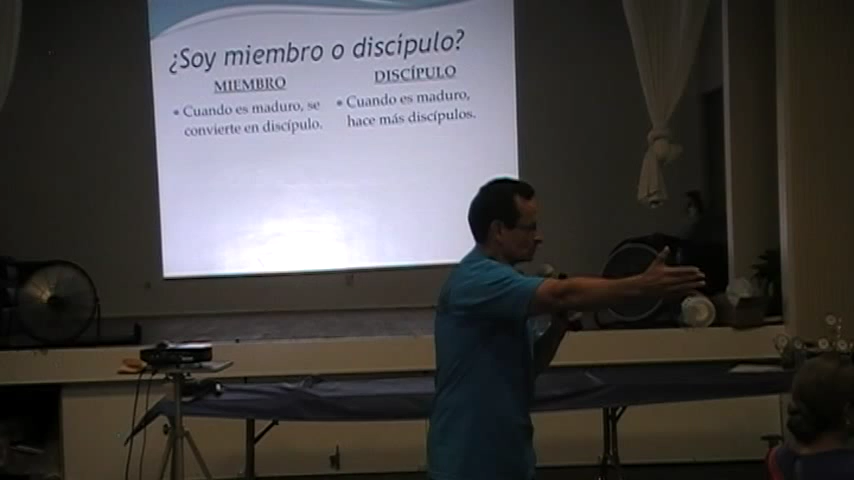 ¿Soy miembro o discípulo?
MIEMBRO
• Cuando es maduro, se
convierte en discípulo.
DISCÍPULO
• Cuando es maduro,
hace más discípulos.